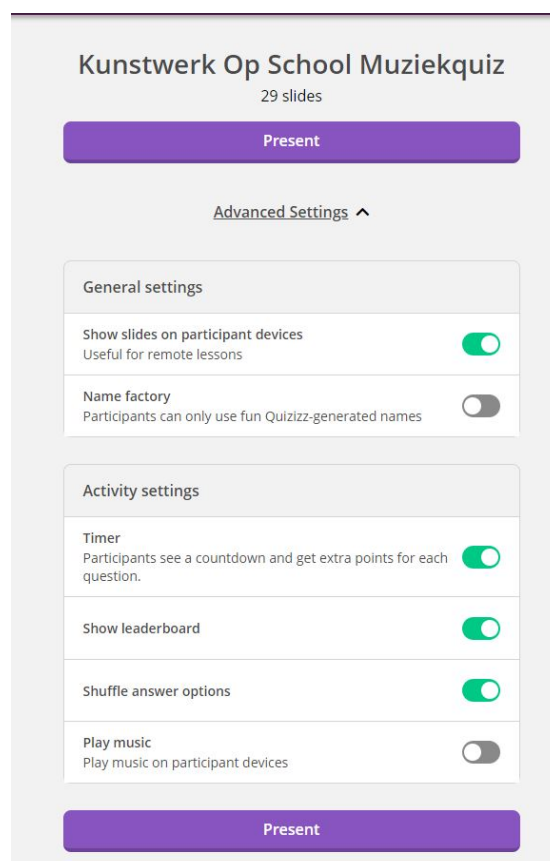 Kunstwerk Op School Muziekquiz
29 slides
Present
Advanced Settings
General settings
Show slides on participant devices
Useful for remote lessons
Name factory
Participants can only use fun Quizizz-generated names
Activity settings
Timer
Participants see a countdown and get extra points for each
question.
Show leaderboard
Shuffle answer options
Play music
Play music on participant devices
Present